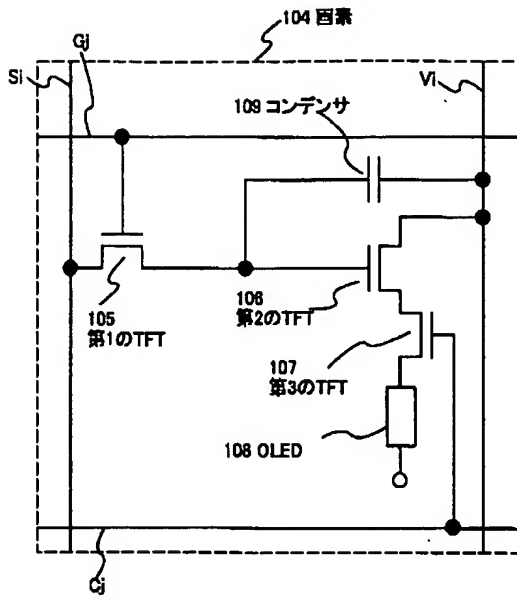 104 画素
Gj
Si
Vi
109 コンデンサ
105
第1のTFT
106
第2のTFT
107
第3のTFT
108 OLED
Cj